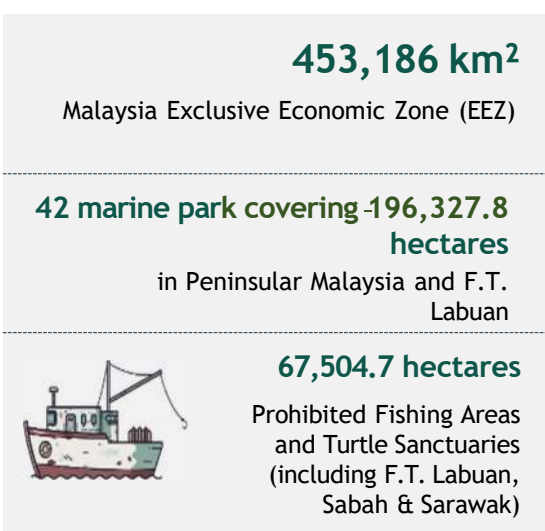 453,186 km²
Malaysia Exclusive Economic Zone (EEZ)
42 marine park covering -196,327.8
hectares
in Peninsular Malaysia and F.T.
Labuan
67,504.7 hectares
Prohibited Fishing Areas
and Turtle Sanctuaries
(including F.T. Labuan,
Sabah & Sarawak)